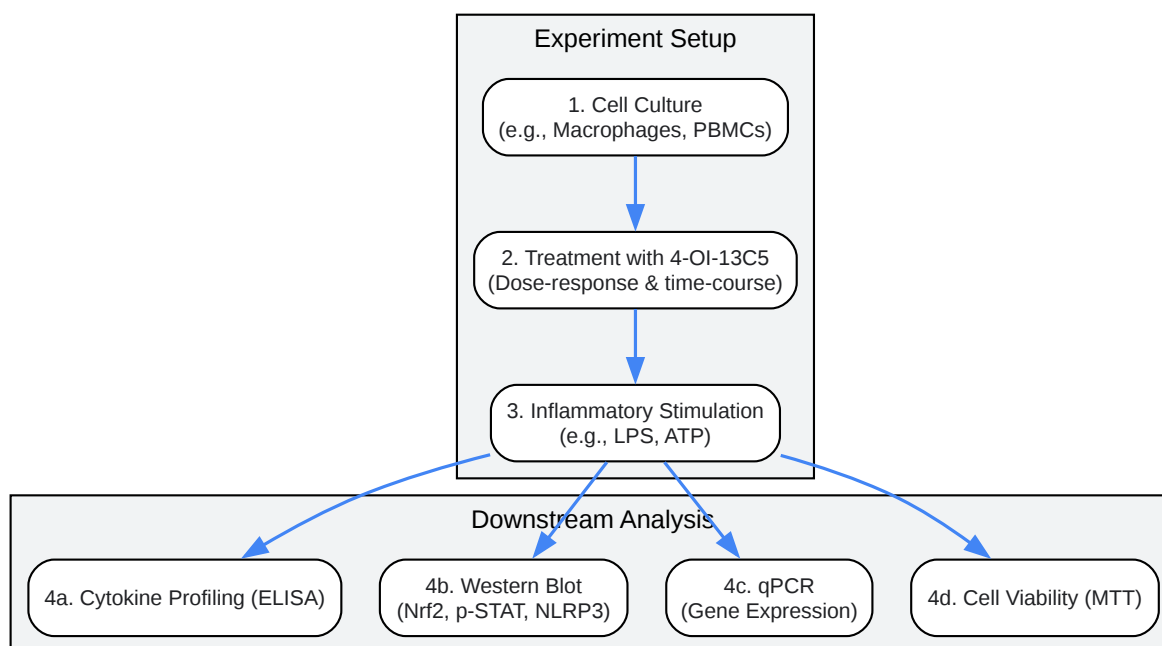 Experiment Setup
1. Cell Culture
(e.g., Macrophages, PBMCs)
2. Treatment with 4-OI-13C5
(Dose-response & time-course)
3. Inflammatory Stimulation
(e.g., LPS, ATP)
Downstream Analysis
4a. Cytokine Profiling (ELISA)
4b. Western Blot
(Nrf2, p-STAT, NLRP3)
4c. qPCR
(Gene Expression)
4d. Cell Viability (MTT)